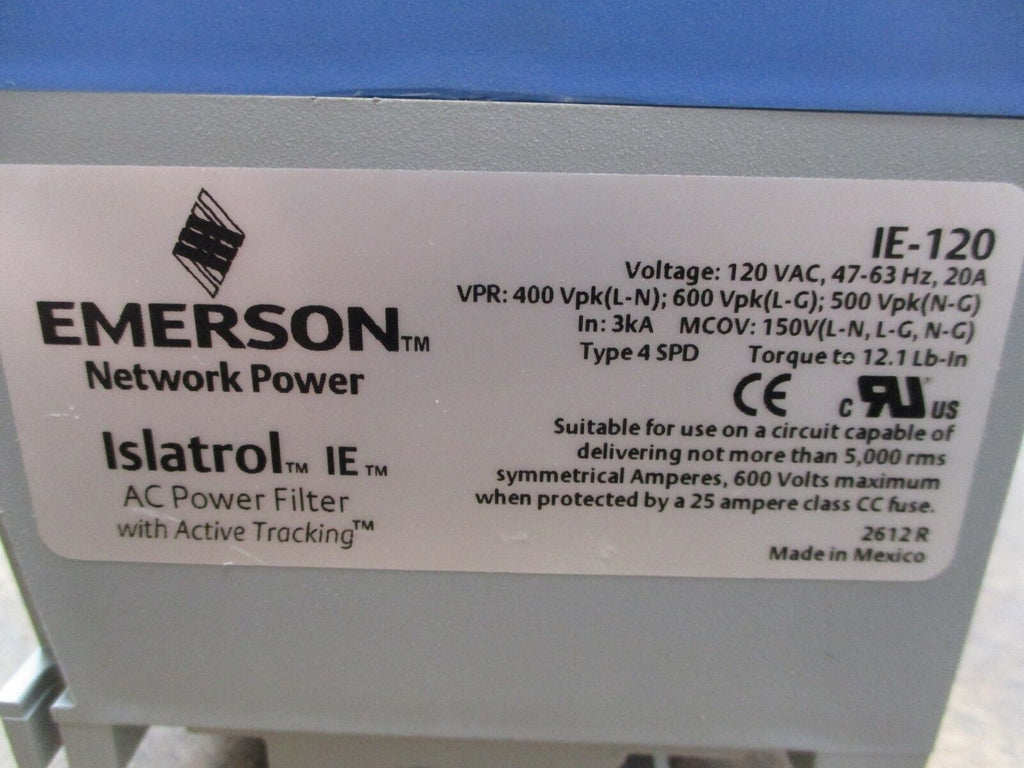 EMERSON™
Network Power
Islatrol™ IE™
AC Power Filter
with Active Tracking™
IE-120
Voltage: 120 VAC, 47-63 Hz, 20A
VPR: 400 Vpk(L-N); 600 Vpk(L-G); 500 Vpk(N-G)
In: 3kA MCOV: 150V(L-N, L-G, N-G)
Type 4 SPD Torque to 12.1 Lb-In
CE c RU US
Suitable for use on a circuit capable of
delivering not more than 5,000 rms
symmetrical Amperes, 600 Volts maximum
when protected by a 25 ampere class CC fuse.
2612 R
Made in Mexico